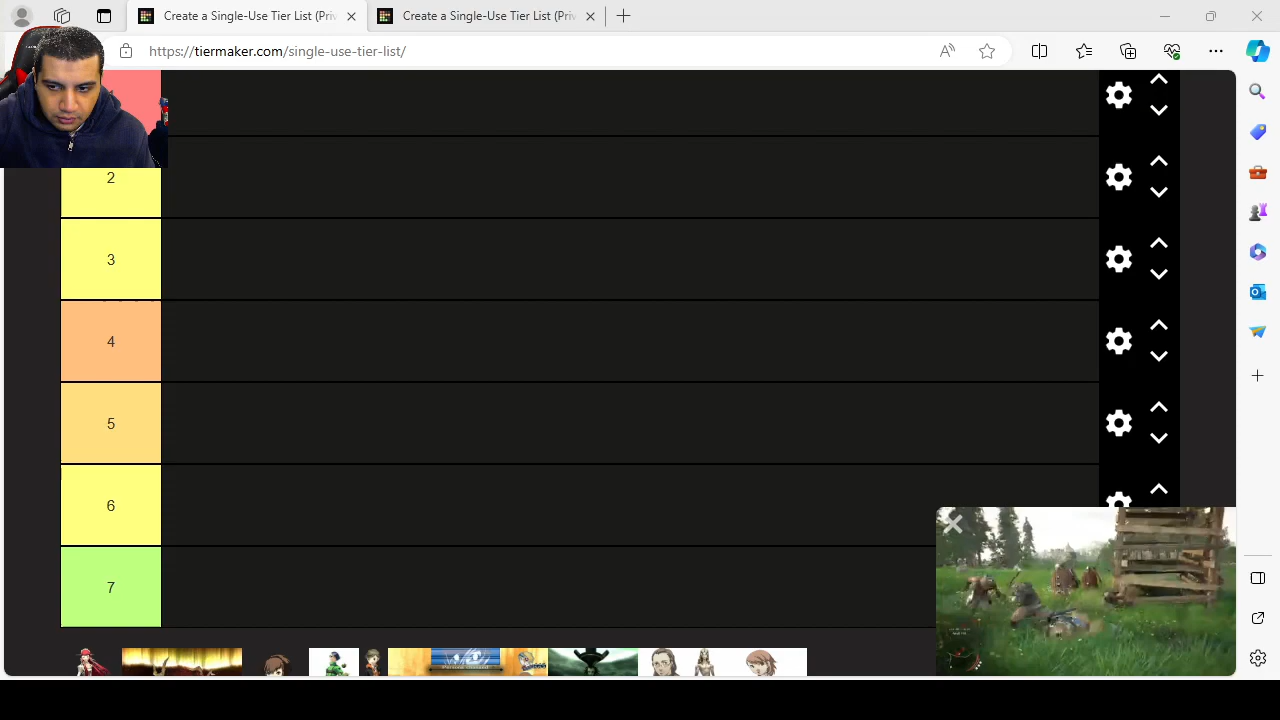 Create a Single-Use Tier List (Priv
Create a Single-Use Tier List (Priv
https://tiermaker.com/single-use-tier-list/
2
3
4
5
6
7